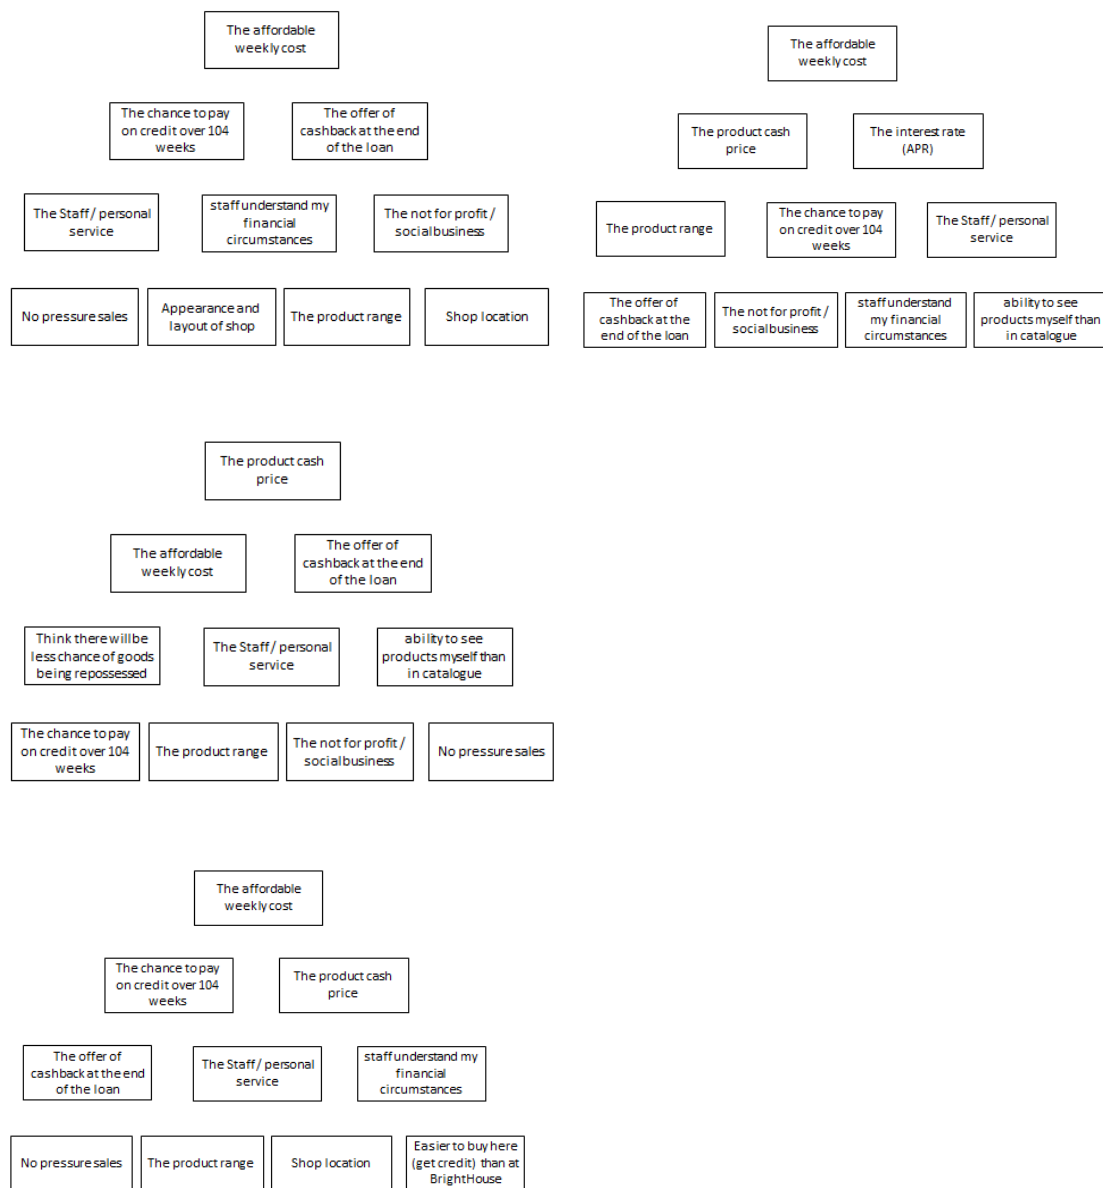 The affordable
weekly cost
The chance to pay
on credit over 104
weeks
The offer of
cashback at the end
of the loan
The Staff / personal
service
staff understand my
financial
circumstances
The not for profit /
social business
No pressure sales
Appearance and
layout of shop
The product range
Shop location
The affordable
weekly cost
The product cash
price
The interest rate
(APR)
The product range
The chance to pay
on credit over 104
weeks
The Staff / personal
service
The offer of
cashback at the
end of the loan
The not for profit /
social business
staff understand
my financial
circumstances
ability to see
products myself than
in catalogue
The product cash
price
The affordable
weekly cost
The offer of
cashback at the end
of the loan
Think there will be
less chance of goods
being repossessed
The Staff / personal
service
ability to see
products myself than
in catalogue
The chance to pay
on credit over 104
weeks
The product range
The not for profit /
social business
No pressure sales
The affordable
weekly cost
The chance to pay
on credit over 104
weeks
The product cash
price
The offer of
cashback at the end
of the loan
The Staff / personal
service
staff understand my
financial
circumstances
No pressure sales
The product range
Shop location
Easier to buy here
(get credit) than at
BrightHouse